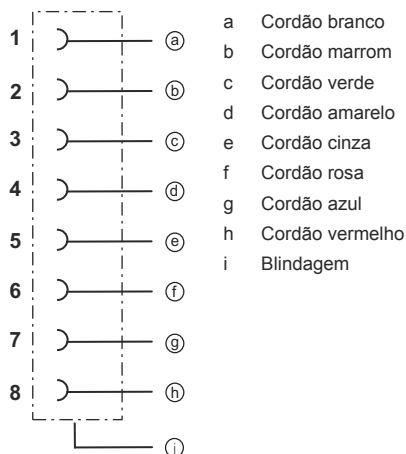 1 a
2 b
3 c
4 d
5 e
6 f
7 g
8 h
i
a Cordão branco
b Cordão marrom
c Cordão verde
d Cordão amarelo
e Cordão cinza
f Cordão rosa
g Cordão azul
h Cordão vermelho
i Blindagem